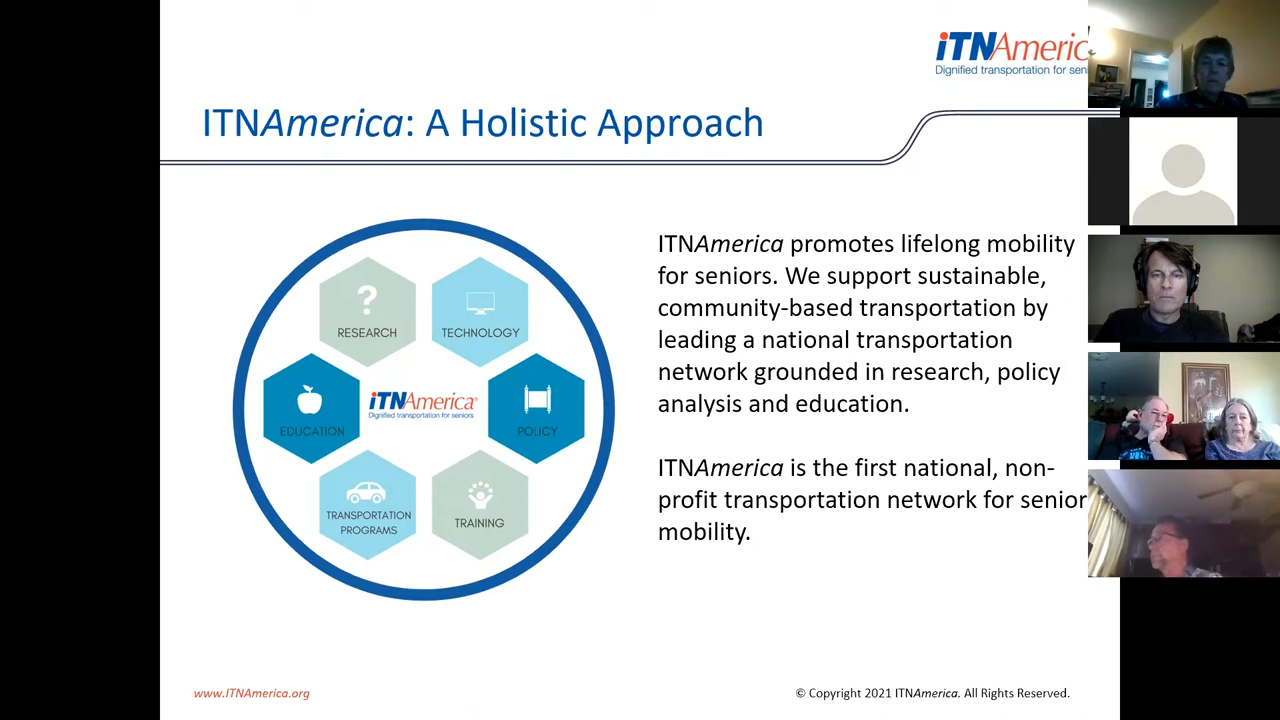 iTNAmeric
Dignified transportation for seni
ITNAmerica: A Holistic Approach
RESEARCH
TECHNOLOGY
EDUCATION
iTNAmerica®
Dignified transportation for seniors
POLICY
TRANSPORTATION
PROGRAMS
TRAINING
ITNAmerica promotes lifelong mobility
for seniors. We support sustainable,
community-based transportation by
leading a national transportation
network grounded in research, policy
analysis and education.
ITNAmerica is the first national, non-
profit transportation network for senior
mobility.
www.ITNAmerica.org
© Copyright 2021 ITNAmerica. All Rights Reserved.